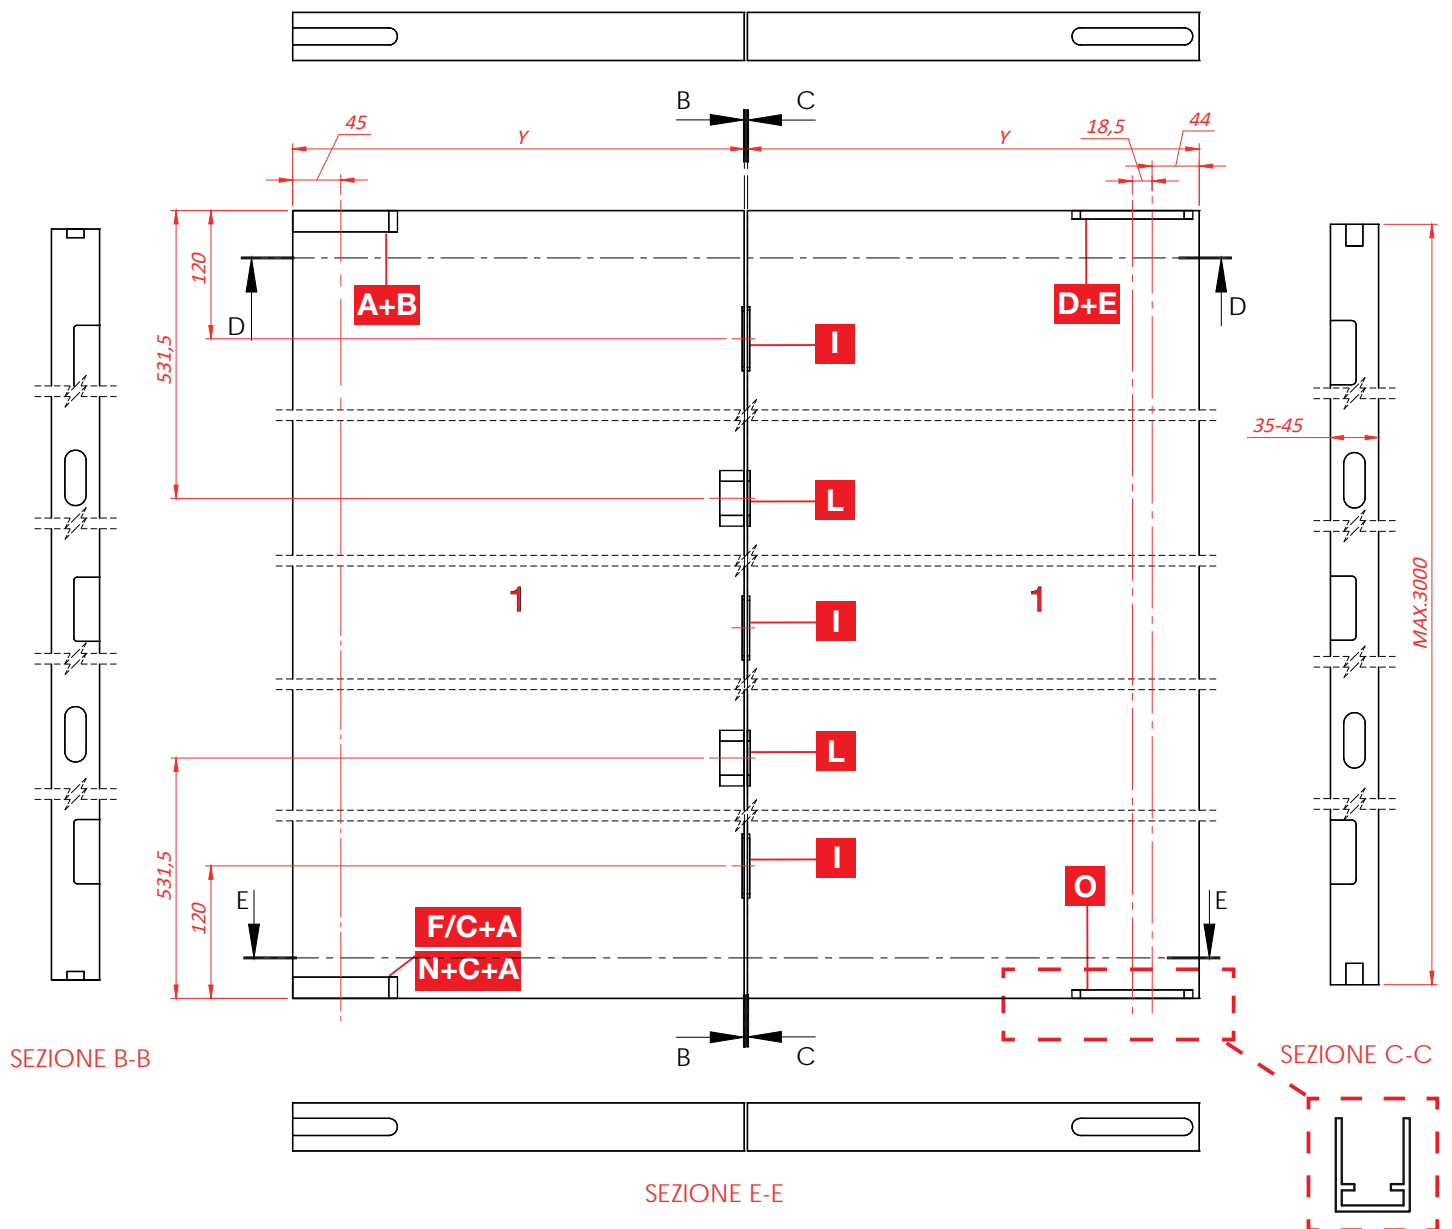 B
C
45
Y
Y
18,5
44
120
531,5
D
A+B
D+E
D
I
35-45
L
MAX.3000
1
1
I
L
531,5
120
I
O
E
F/C+A
N+C+A
E
B
C
SEZIONE B-B
SEZIONE C-C
SEZIONE E-E